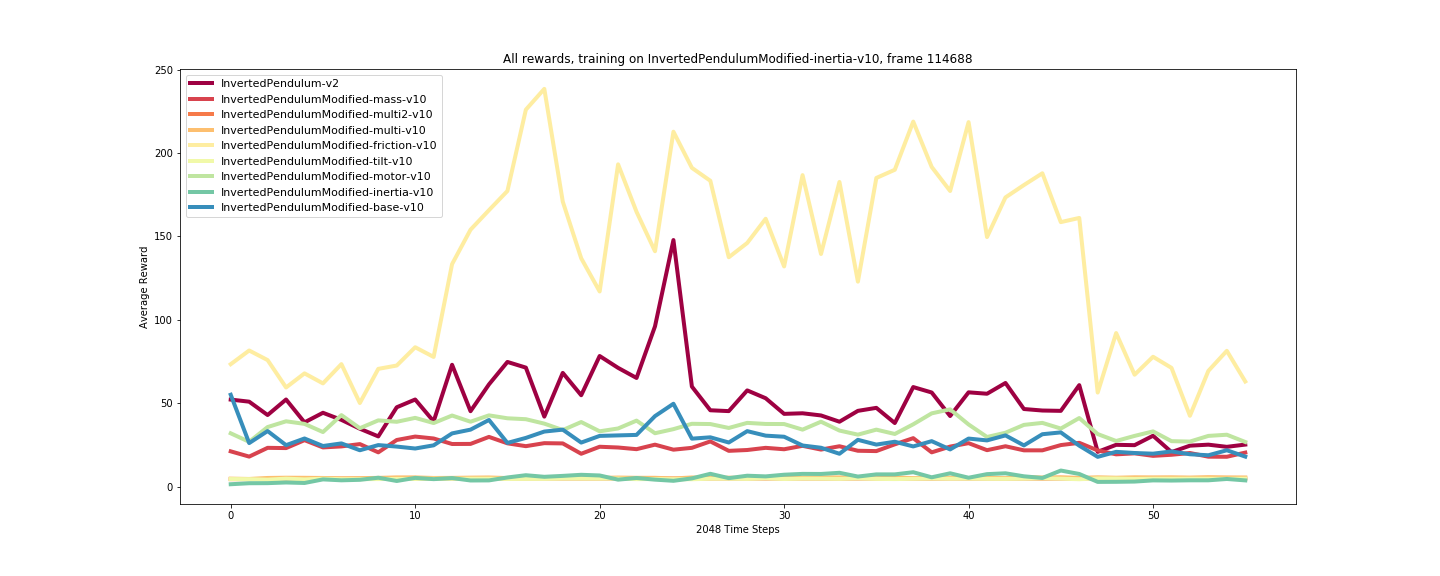 All rewards, training on InvertedPendulumModified-inertia-v10, frame 114688
250
200
150
100
50
0
Average Reward
InvertedPendulum-v2
InvertedPendulumModified-mass-v10
InvertedPendulumModified-multi2-v10
InvertedPendulumModified-multi-v10
InvertedPendulumModified-friction-v10
InvertedPendulumModified-tilt-v10
InvertedPendulumModified-motor-v10
InvertedPendulumModified-inertia-v10
InvertedPendulumModified-base-v10
0 10 20 30 40 50
2048 Time Steps